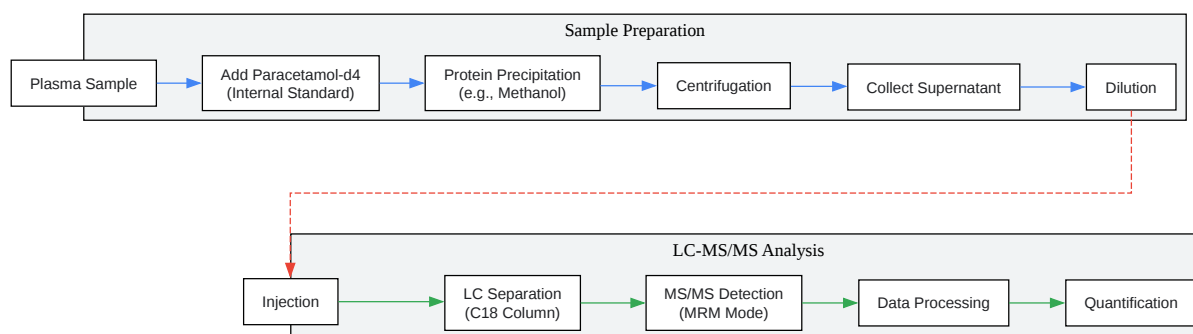 Sample Preparation
Plasma Sample
Add Paracetamol-d4
(Internal Standard)
Protein Precipitation
(e.g., Methanol)
Centrifugation
Collect Supernatant
Dilution
LC-MS/MS Analysis
Injection
LC Separation
(C18 Column)
MS/MS Detection
(MRM Mode)
Data Processing
Quantification